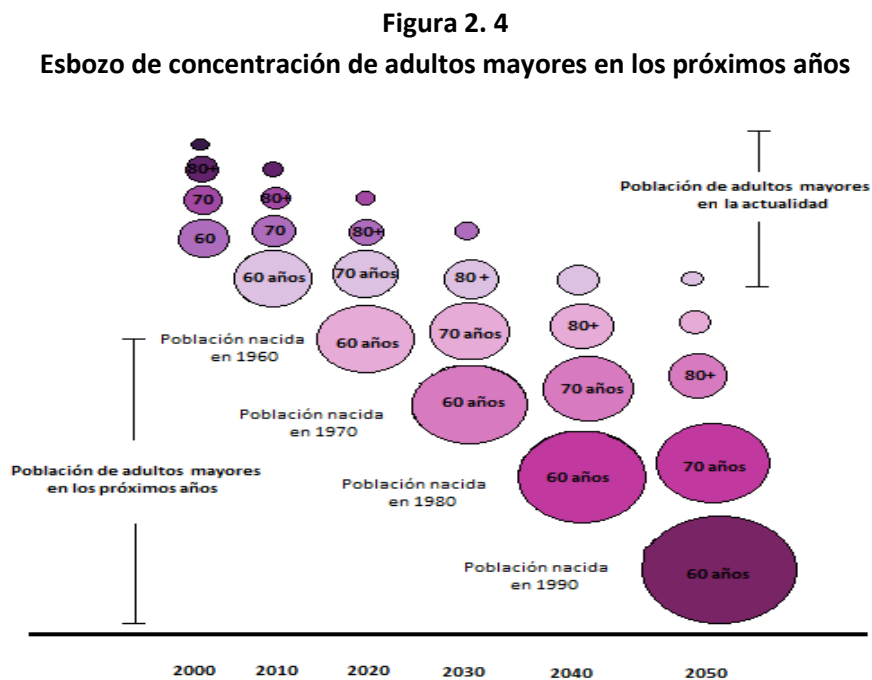 Figura 2. 4
Esbozo de concentración de adultos mayores en los próximos años
80+
70
60
80+
70
60 años
80+
70 años
60 años
80 +
70 años
60 años
80+
70 años
60 años
80+
70 años
60 años
Población de adultos mayores
en la actualidad
Población nacida
en 1960
Población nacida
en 1970
Población de adultos mayores
en los próximos años
Población nacida
en 1980
Población nacida
en 1990
2000 2010 2020 2030 2040 2050